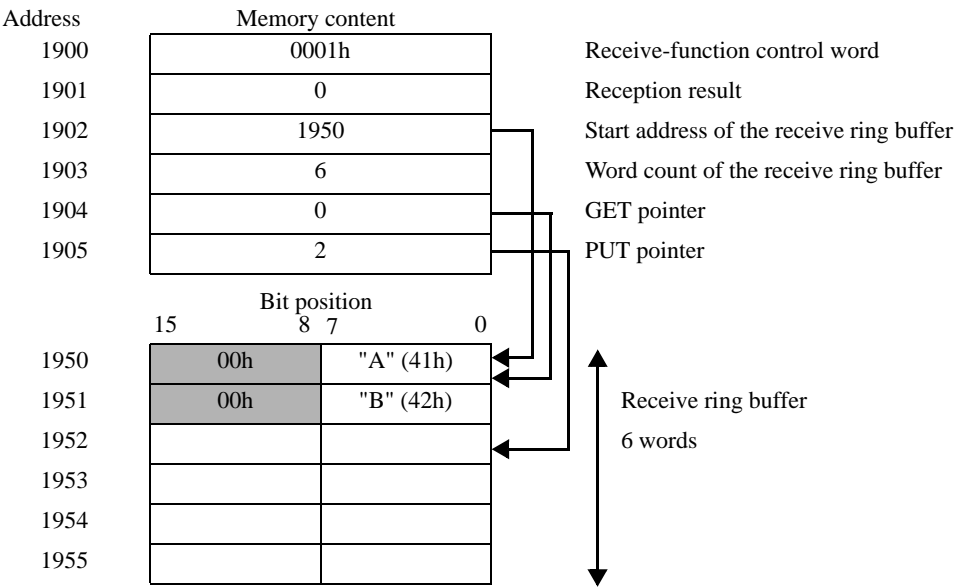 Address Memory content
1900 0001h Receive-function control word
1901 0 Reception result
1902 1950 Start address of the receive ring buffer
1903 6 Word count of the receive ring buffer
1904 0 GET pointer
1905 2 PUT pointer
Bit position
15 8 7 0
1950 00h "A" (41h)
1951 00h "B" (42h) Receive ring buffer
1952 6 words
1953
1954
1955